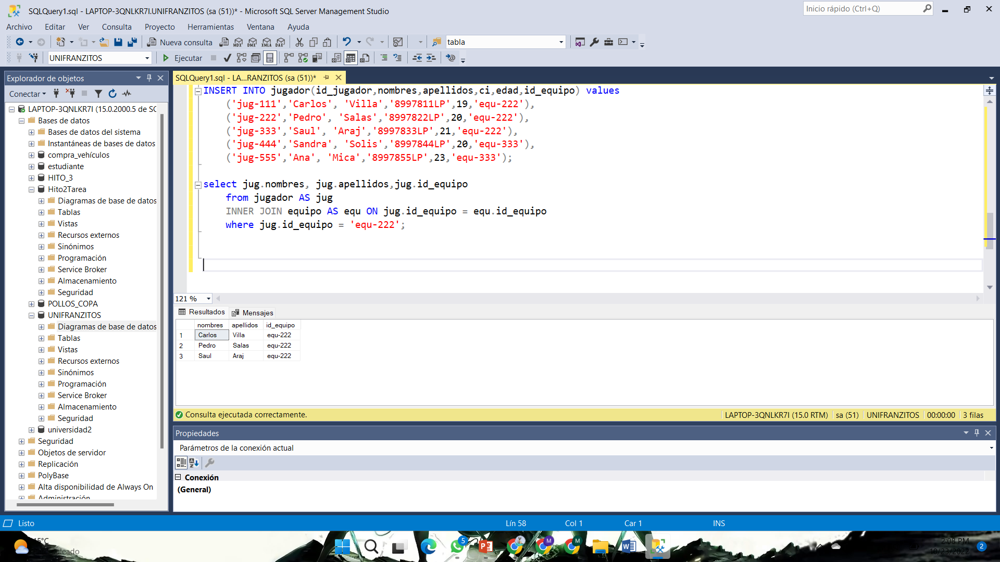 SQLQuery1.sql - LAPTOP-3QNLKR7I.UNIFRANZITOS (sa (51))* - Microsoft SQL Server Management Studio
Inicio rápido (Ctrl+Q)
Archivo Editar Ver Consulta Proyecto Herramientas Ventana Ayuda
Nueva consulta MDX DMX XMLA DAX tabla
UNIFRANZITOS Ejecutar
Explorador de objetos
Conectar
LAPTOP-3QNLKR7I (15.0.2000.5 de SC
Bases de datos
Bases de datos del sistema
Instantáneas de bases de datos
compra_vehículos
estudiante
HITO_3
Hito2Tarea
Diagramas de base de datos
Tablas
Vistas
Recursos externos
Sinónimos
Programación
Service Broker
Almacenamiento
Seguridad
POLLOS_COPA
UNIFRANZITOS
Diagramas de base de datos
Tablas
Vistas
Recursos externos
Sinónimos
Programación
Service Broker
Almacenamiento
Seguridad
universidad2
Seguridad
Objetos de servidor
Replicación
PolyBase
Alta disponibilidad de Always On
Administración
SQLQuery1.sql - LA...RANZITOS (sa (51))*
INSERT INTO jugador(id_jugador,nombres,apellidos,ci,edad,id_equipo) values
('jug-111','Carlos', 'Villa','8997811LP',19,'equ-222'),
('jug-222','Pedro', 'Salas','8997822LP',20,'equ-222'),
('jug-333','Saul', 'Araj','8997833LP',21,'equ-222'),
('jug-444','Sandra', 'Solis','8997844LP',20,'equ-333'),
('jug-555','Ana', 'Mica','8997855LP',23,'equ-333');
select jug.nombres, jug.apellidos,jug.id_equipo
from jugador AS jug
INNER JOIN equipo AS equ ON jug.id_equipo = equ.id_equipo
where jug.id_equipo = 'equ-222';
121 %
Resultados Mensajes
nombres apellidos id_equipo
1 Carlos Villa equ-222
2 Pedro Salas equ-222
3 Saul Araj equ-222
Consulta ejecutada correctamente. LAPTOP-3QNLKR7I (15.0 RTM) sa (51) UNIFRANZITOS 00:00:00 3 filas
Propiedades
Parámetros de la conexión actual
Conexión
(General)
Listo Lín 58 Col 1 Car 1 INS
15°C
5
M
M
2:08 PM
10/23/2022
2